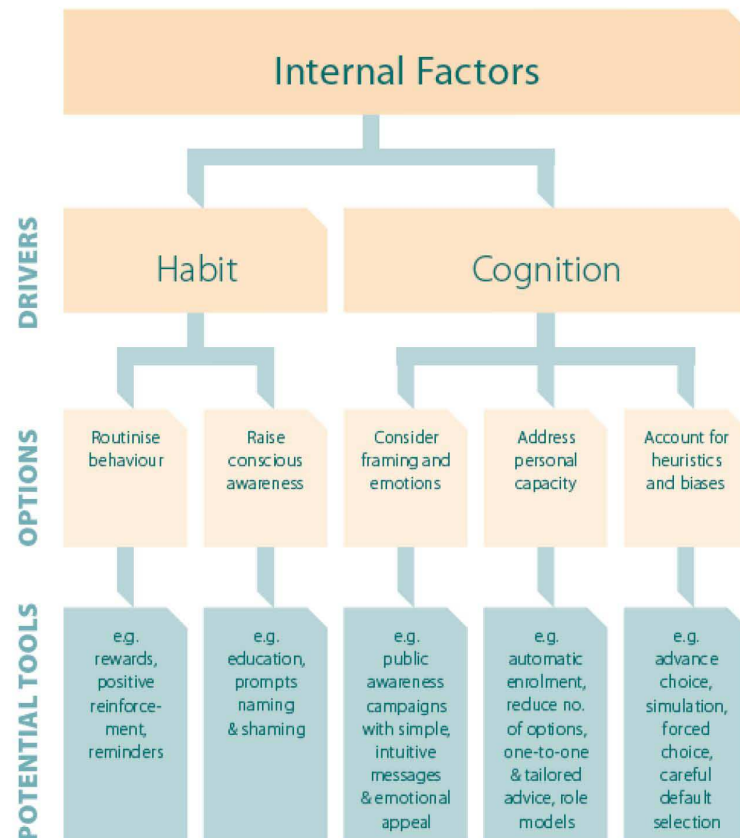 Internal Factors
DRIVERS
Habit
Cognition
OPTIONS
Routinise
behaviour
Raise
conscious
awareness
Consider
framing and
emotions
Address
personal
capacity
Account for
heuristics
and biases
POTENTIAL TOOLS
e.g.
rewards,
positive
reinforce-
ment,
reminders
e.g.
education,
prompts
naming
& shaming
e.g.
public
awareness
campaigns
with simple,
intuitive
messages
& emotional
appeal
e.g.
automatic
enrolment,
reduce no.
of options,
one-to-one
& tailored
advice, role
models
e.g.
advance
choice,
simulation,
forced
choice,
careful
default
selection